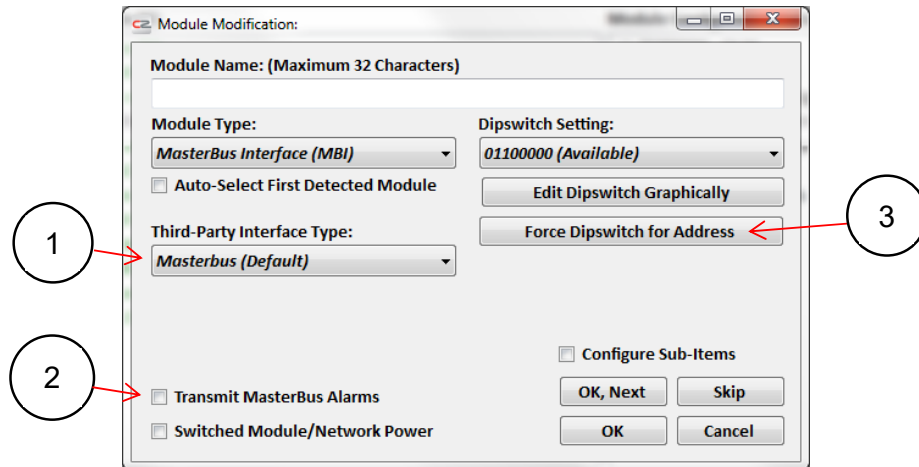 CZ Module Modification:
Module Name: (Maximum 32 Characters)
Module Type:
Dipswitch Setting:
MasterBus Interface (MBI)
01100000 (Available)
Auto-Select First Detected Module
Edit Dipswitch Graphically
1
Third-Party Interface Type:
Force Dipswitch for Address
3
Masterbus (Default)
Configure Sub-Items
2
Transmit MasterBus Alarms
OK, Next
Skip
Switched Module/Network Power
OK
Cancel